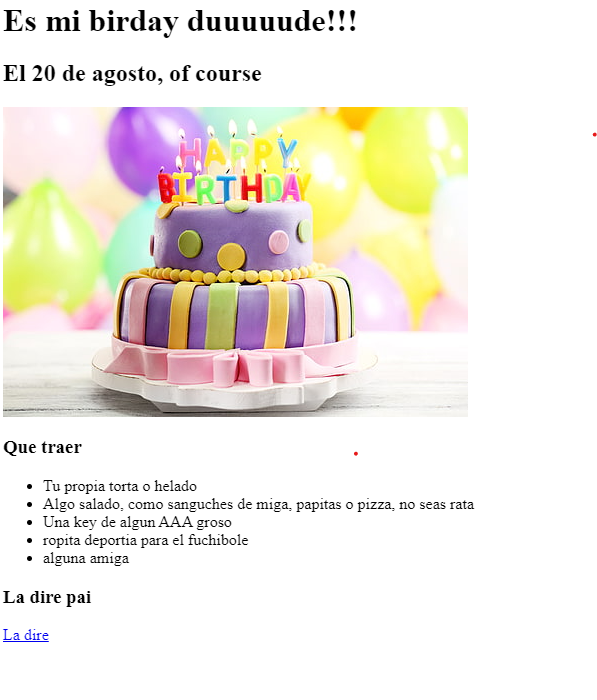 Es mi birday duuuuude!!!
El 20 de agosto, of course
HAPPY
BIRTHDAY
Que traer
Tu propia torta o helado
Algo salado, como sanguches de miga, papitas o pizza, no seas rata
Una key de algun AAA groso
ropita deportia para el fuchibole
alguna amiga
La dire pai
La dire